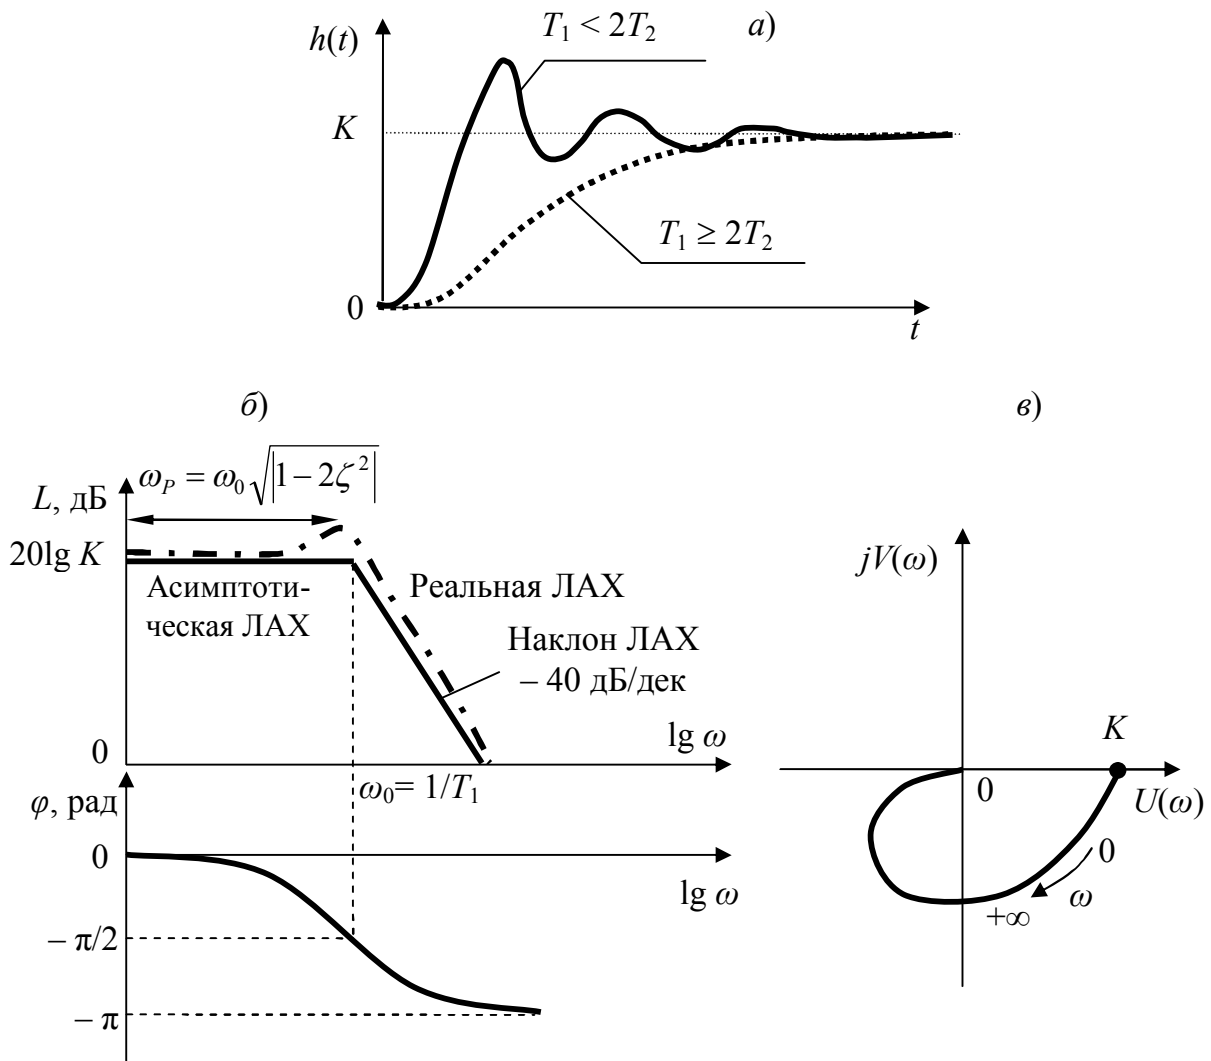 а)
T₁ < 2T₂
h(t)
K
T₁ ≥ 2T₂
0
t
б)
ω_P = ω₀√|1 − 2ζ²|
L, дБ
20lg K
Асимптоти-
ческая ЛАХ
Реальная ЛАХ
Наклон ЛАХ
– 40 дБ/дек
0
lg ω
ω₀= 1/T₁
φ, рад
0
lg ω
– π/2
– π
в)
jV(ω)
K
0
U(ω)
0
ω
+∞